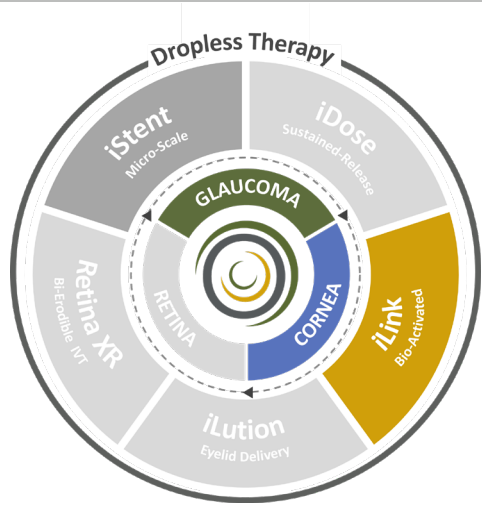 Dropless Therapy
iStent
Micro-Scale
iDose
Sustained-Release
GLAUCOMA
RETINA
CORNEA
Retina XR
Bi-Erodible IVT
iLink
Bio-Activated
iLution
Eyelid Delivery